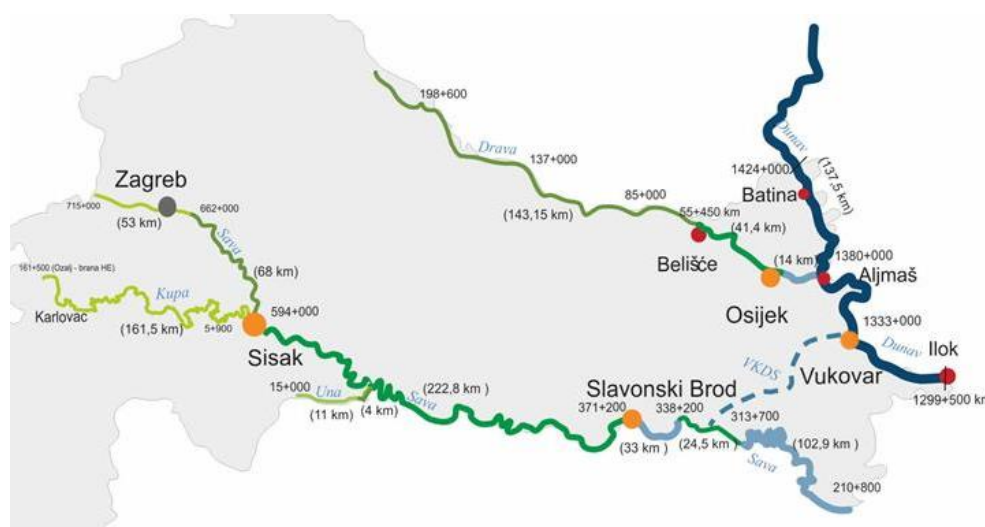 198+600
Drava
137+000
Dunav
1424+000
(137,5 km)
Zagreb
715+000
662+000
(53 km)
Sava
(68 km)
(143,15 km)
85+000
55+450 km
(41,4 km)
Batina
Belišće
(14 km)
1380+000
Aljmaš
161+500 (Ozalj - brana HE)
Kupa
Karlovac
(161,5 km)
5+900
594+000
Sisak
Osijek
1333+000
Dunav
Ilok
VKDS
Vukovar
1299+500 km
15+000
Una
(11 km)
(4 km)
Sava
(222,8 km )
Slavonski Brod
371+200
338+200
313+700
(33 km)
(24,5 km)
(102,9 km )
Sava
210+800